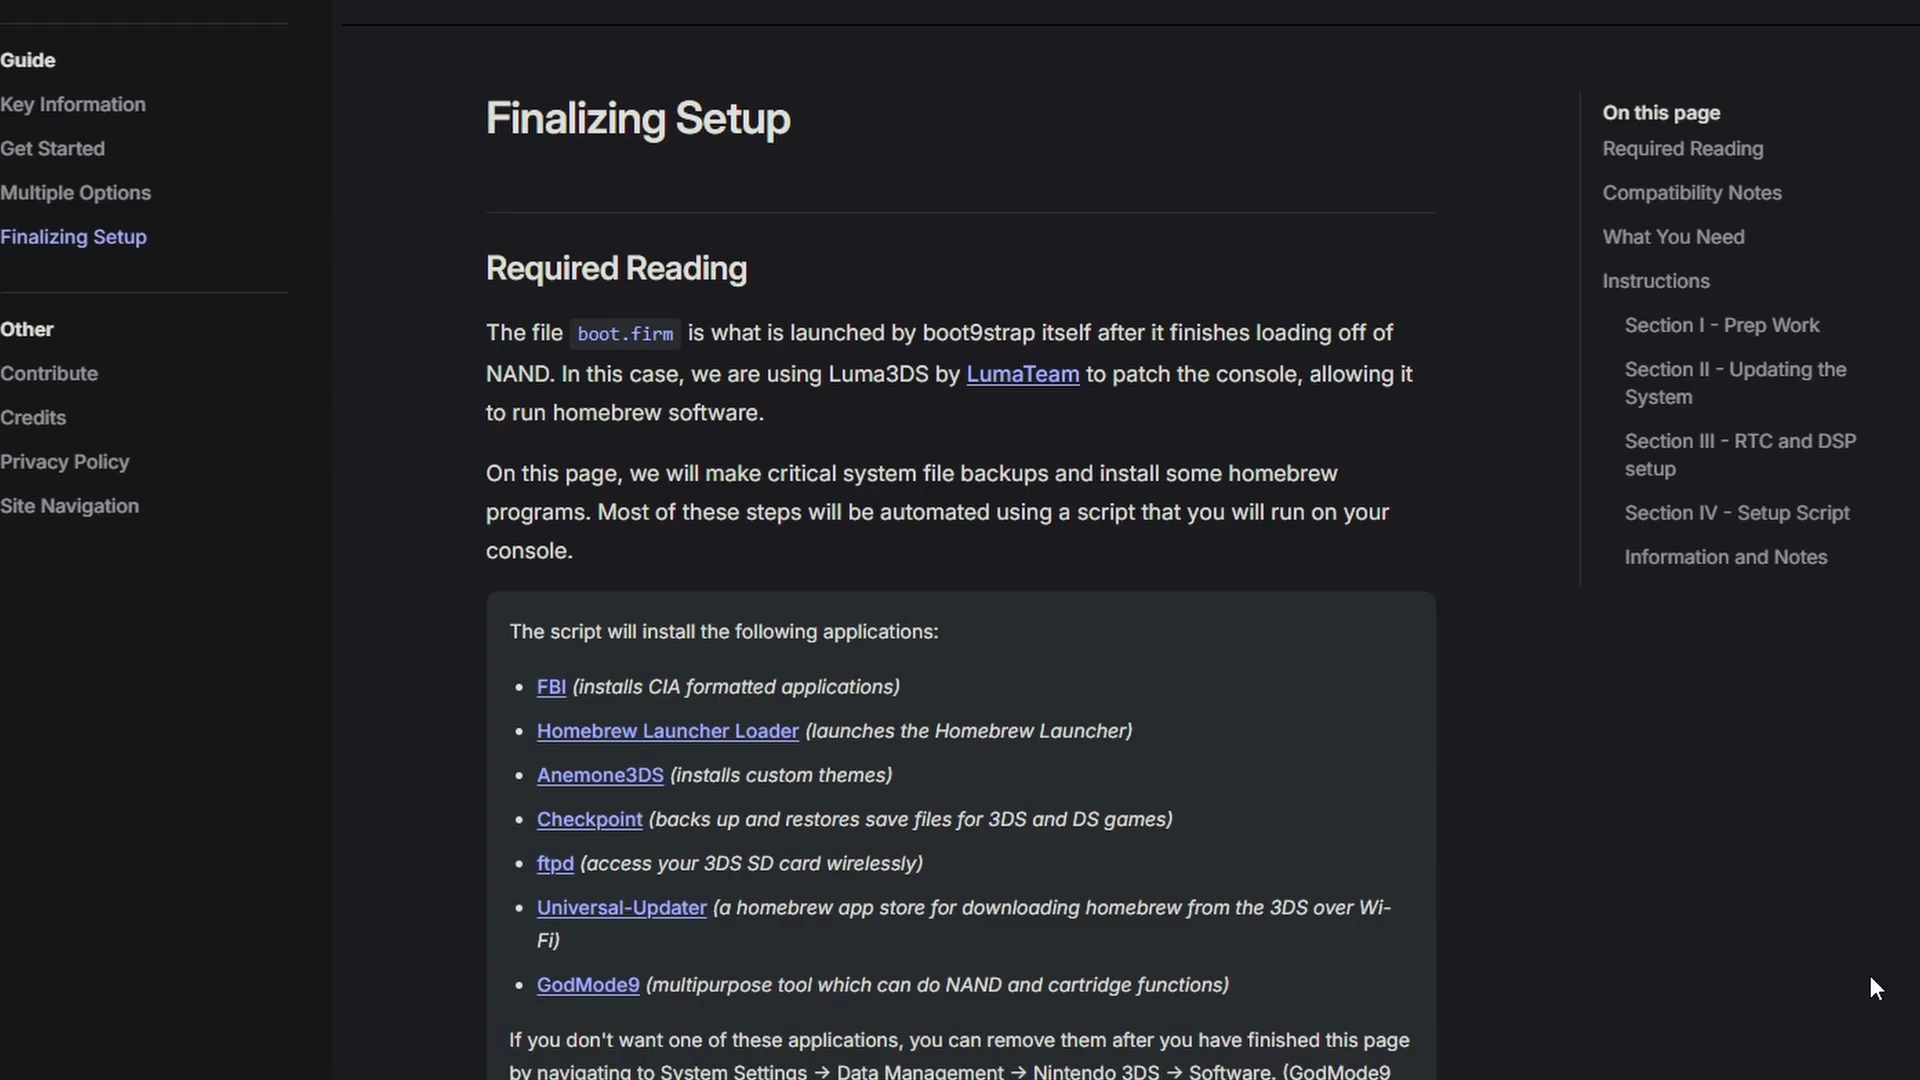 Guide
Key Information
Get Started
Multiple Options
Finalizing Setup
Other
Contribute
Credits
Privacy Policy
Site Navigation
Finalizing Setup
Required Reading
The file boot.firm is what is launched by boot9strap itself after it finishes loading off of
NAND. In this case, we are using Luma3DS by LumaTeam to patch the console, allowing it
to run homebrew software.
On this page, we will make critical system file backups and install some homebrew
programs. Most of these steps will be automated using a script that you will run on your
console.
The script will install the following applications:
• FBI (installs CIA formatted applications)
• Homebrew Launcher Loader (launches the Homebrew Launcher)
• Anemone3DS (installs custom themes)
• Checkpoint (backs up and restores save files for 3DS and DS games)
• ftpd (access your 3DS SD card wirelessly)
• Universal-Updater (a homebrew app store for downloading homebrew from the 3DS over Wi-
Fi)
• GodMode9 (multipurpose tool which can do NAND and cartridge functions)
If you don't want one of these applications, you can remove them after you have finished this page
by navigating to System Settings → Data Management → Nintendo 3DS → Software. (GodMode9
On this page
Required Reading
Compatibility Notes
What You Need
Instructions
Section I - Prep Work
Section II - Updating the
System
Section III - RTC and DSP
setup
Section IV - Setup Script
Information and Notes